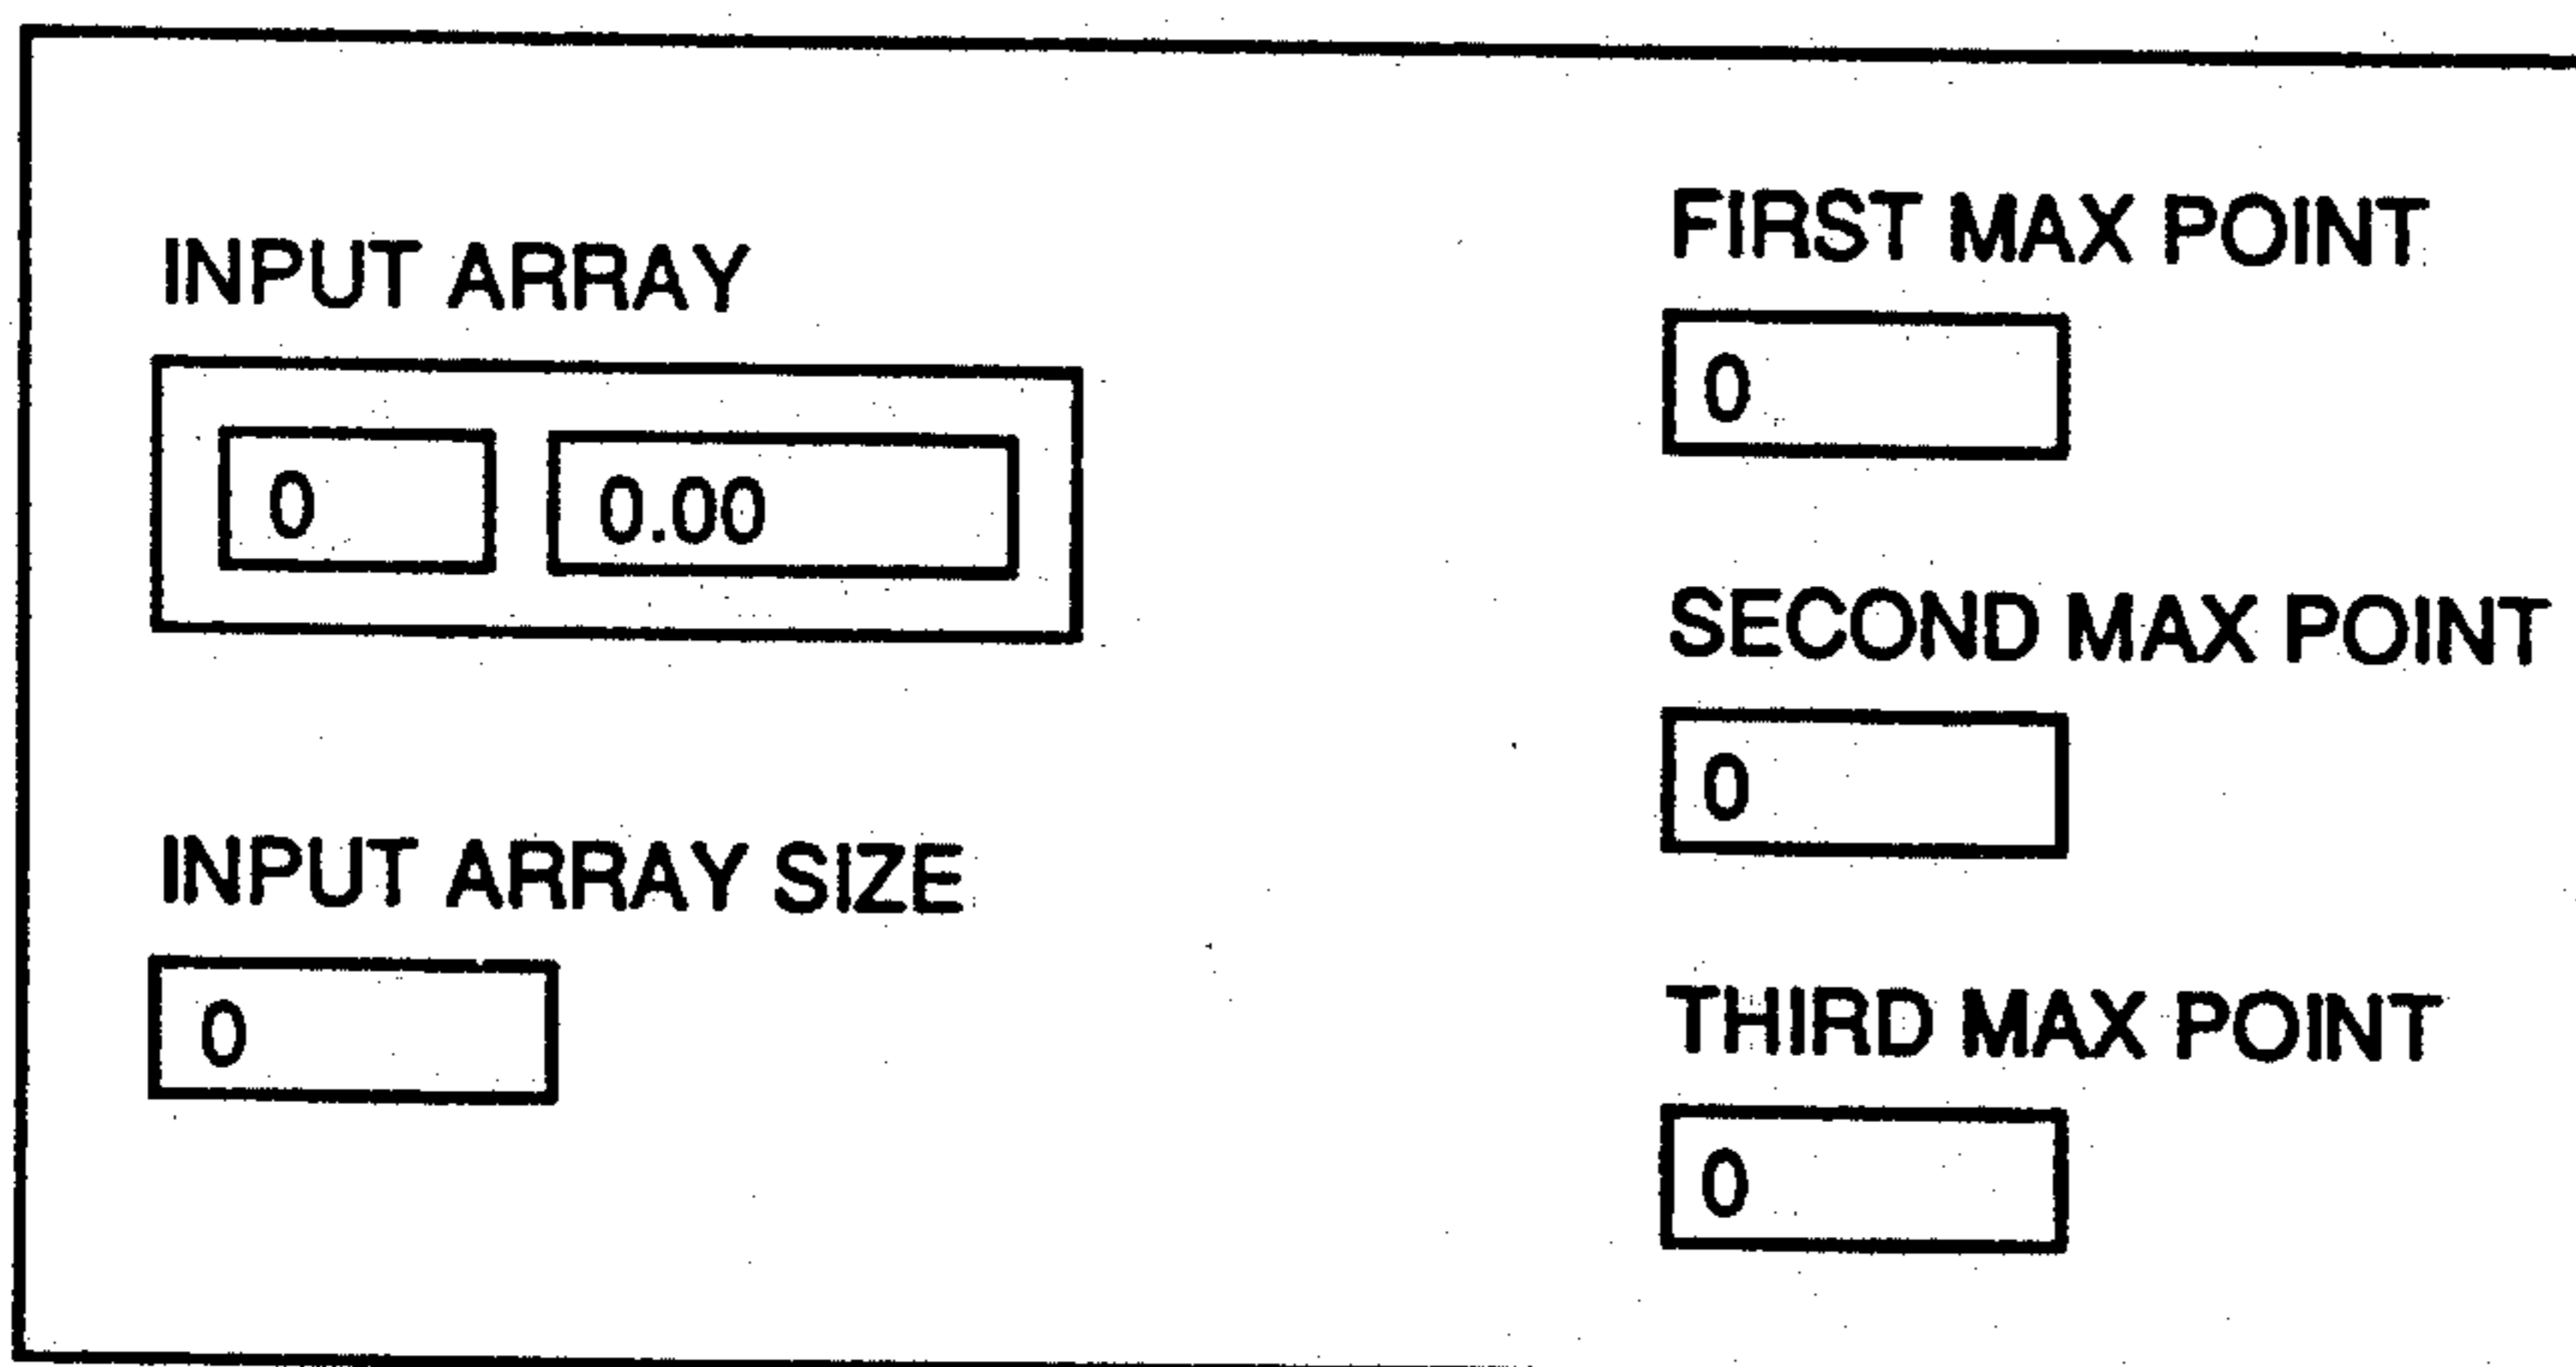 INPUT ARRAY
0 0.00
INPUT ARRAY SIZE
0
FIRST MAX POINT
0
SECOND MAX POINT
0
THIRD MAX POINT
0